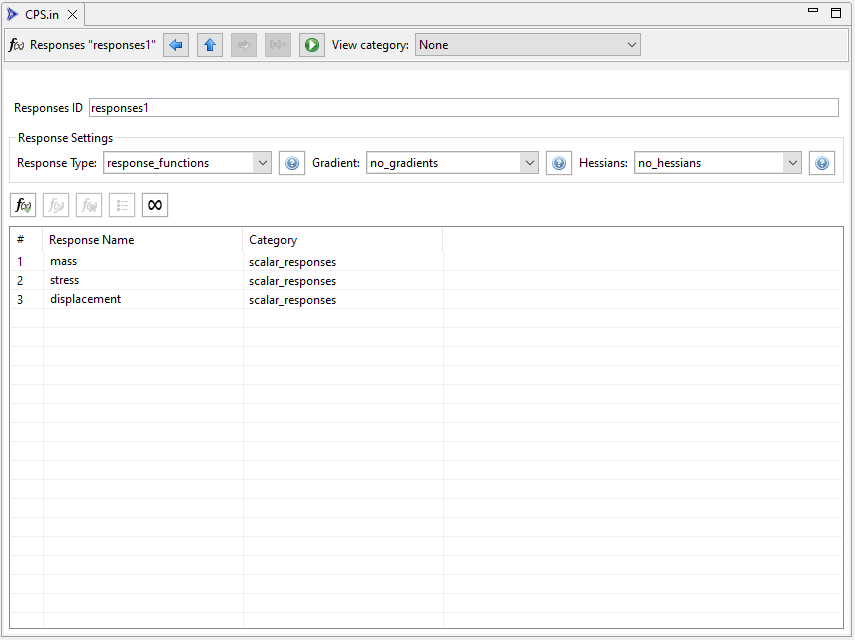 CPS.in
f(x) Responses "responses1" View category: None
Responses ID responses1
Response Settings
Response Type: response_functions Gradient: no_gradients Hessians: no_hessians
# Response Name Category
1 mass scalar_responses
2 stress scalar_responses
3 displacement scalar_responses